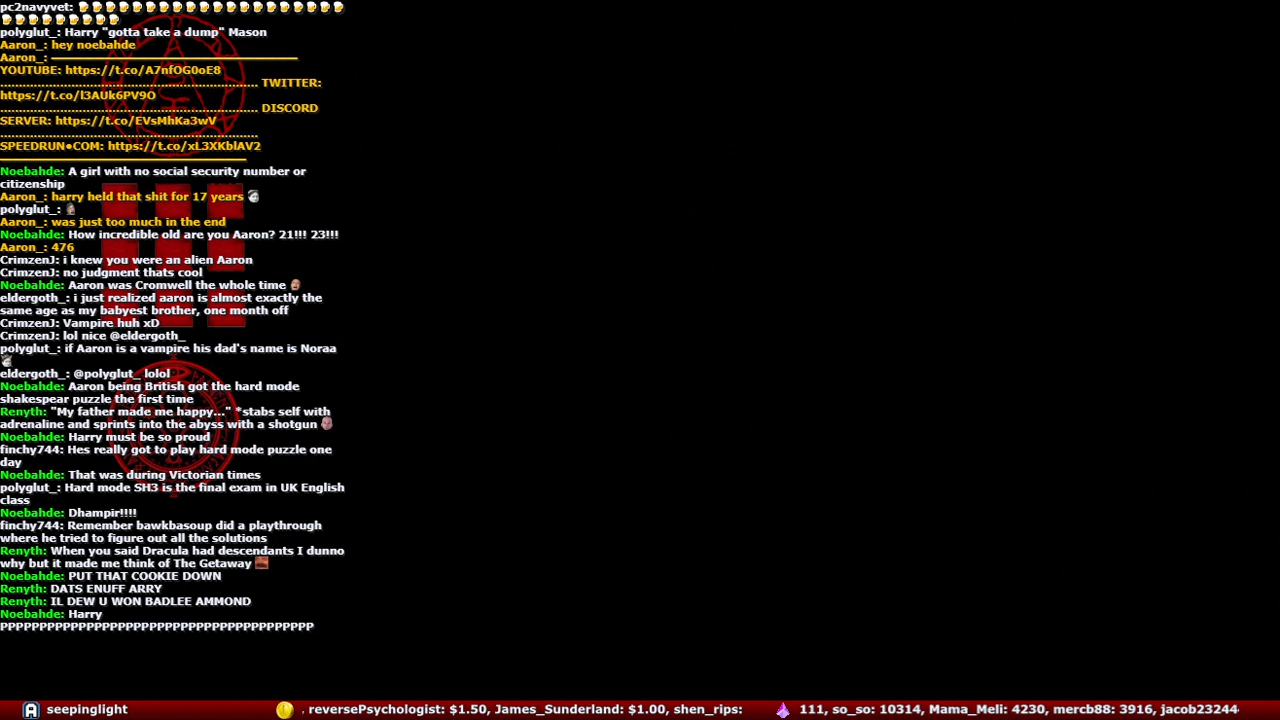 pc2navyvet:
polyglut_: Harry "gotta take a dump" Mason
Aaron_: hey noebahde
Aaron_: ————————————————————
YOUTUBE: https://t.co/A7nfOG0oE8
.................................................................... TWITTER:
https://t.co/l3AUk6PV9O
.................................................................... DISCORD
SERVER: https://t.co/EVsMhKa3wV
....................................................................
SPEEDRUN●COM: https://t.co/xL3XKblAV2
————————————————————
Noebahde: A girl with no social security number or
citizenship
Aaron_: harry held that shit for 17 years
polyglut_:
Aaron_: was just too much in the end
Noebahde: How incredible old are you Aaron? 21!!! 23!!!
Aaron_: 476
CrimzenJ: i knew you were an alien Aaron
CrimzenJ: no judgment thats cool
Noebahde: Aaron was Cromwell the whole time
eldergoth_: i just realized aaron is almost exactly the
same age as my babyest brother, one month off
CrimzenJ: Vampire huh xD
CrimzenJ: lol nice @eldergoth_
polyglut_: if Aaron is a vampire his dad's name is Noraa
eldergoth_: @polyglut_ lolol
Noebahde: Aaron being British got the hard mode
shakespear puzzle the first time
Renyth: "My father made me happy..." *stabs self with
adrenaline and sprints into the abyss with a shotgun
Noebahde: Harry must be so proud
finchy744: Hes really got to play hard mode puzzle one
day
Noebahde: That was during Victorian times
polyglut_: Hard mode SH3 is the final exam in UK English
class
Noebahde: Dhampir!!!!
finchy744: Remember bawkbasoup did a playthrough
where he tried to figure out all the solutions
Renyth: When you said Dracula had descendants I dunno
why but it made me think of The Getaway
Noebahde: PUT THAT COOKIE DOWN
Renyth: DATS ENUFF ARRY
Renyth: IL DEW U WON BADLEE AMMOND
Noebahde: Harry
PPPPPPPPPPPPPPPPPPPPPPPPPPPPPPPPPPPPPPPP
A seepinglight . reversePsychologist: $1.50, James_Sunderland: $1.00, shen_rips: 111, so_so: 10314, Mama_Meli: 4230, mercb88: 3916, jacob23244